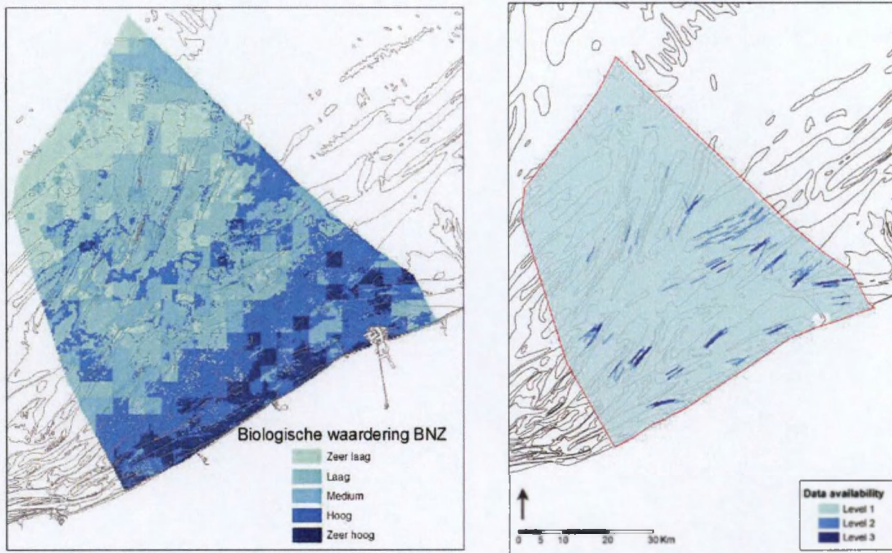 Biologische waardering BNZ
Zeer laag
Laag
Medium
Hoog
Zeer hoog
Data availability
Level 1
Level 2
Level 3
0 5 10 20 30 Km